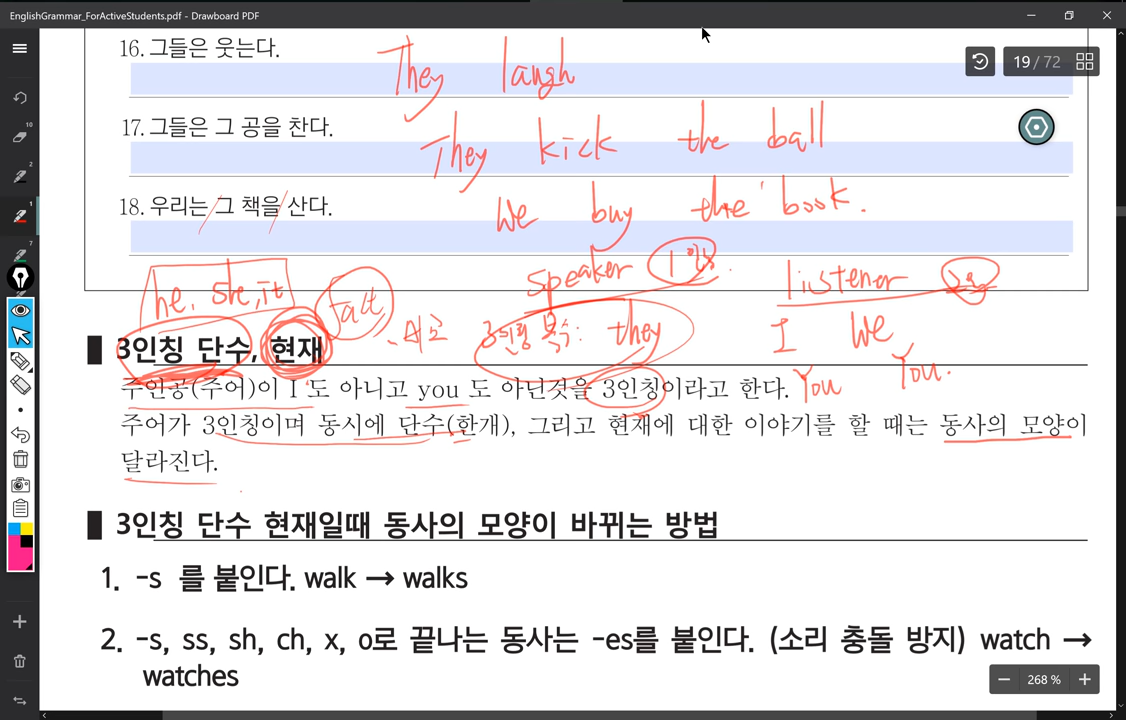 EnglishGrammar_ForActiveStudents.pdf - Drawboard PDF
19 / 72
16. 그들은 웃는다.
They laugh
17. 그들은 그 공을 찬다.
They kick the ball
18. 우리는 그 책을 산다.
We buy the book.
speaker 1인칭
listener
he, she, it
fact
3인칭 복수: they
I We
3인칭 단수, 현재
You You.
주인공(주어)이 I 도 아니고 you 도 아닌것을 3인칭이라고 한다.
주어가 3인칭이며 동시에 단수(한개), 그리고 현재에 대한 이야기를 할 때는 동사의 모양이
달라진다.
3인칭 단수 현재일때 동사의 모양이 바뀌는 방법
1. -s 를 붙인다. walk → walks
2. -s, ss, sh, ch, x, o로 끝나는 동사는 -es를 붙인다. (소리 충돌 방지) watch →
watches
268 %
10
2
1
7